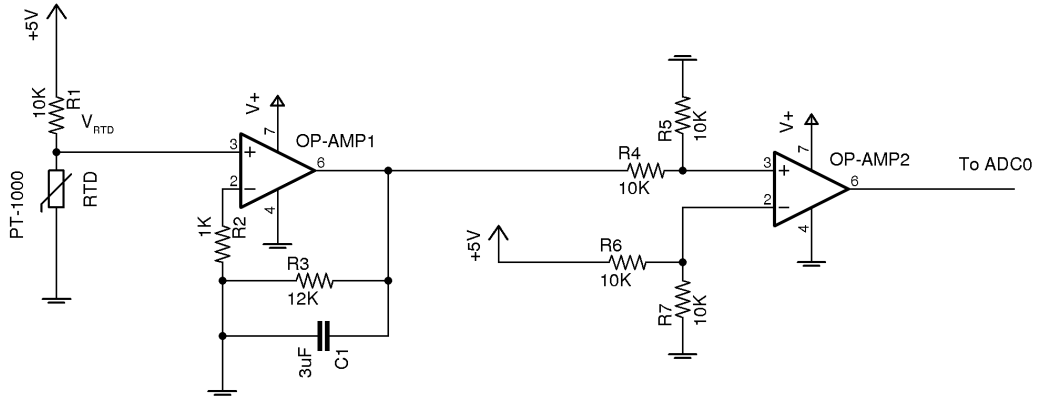 +5V
10K
R1
VRTD
PT-1000
RTD
V+
7
OP-AMP1
3
+
6
2
−
4
1K
R2
R3
12K
3uF
C1
R5
10K
R4
10K
V+
7
OP-AMP2
3
+
6
To ADC0
2
−
4
+5V
R6
10K
R7
10K